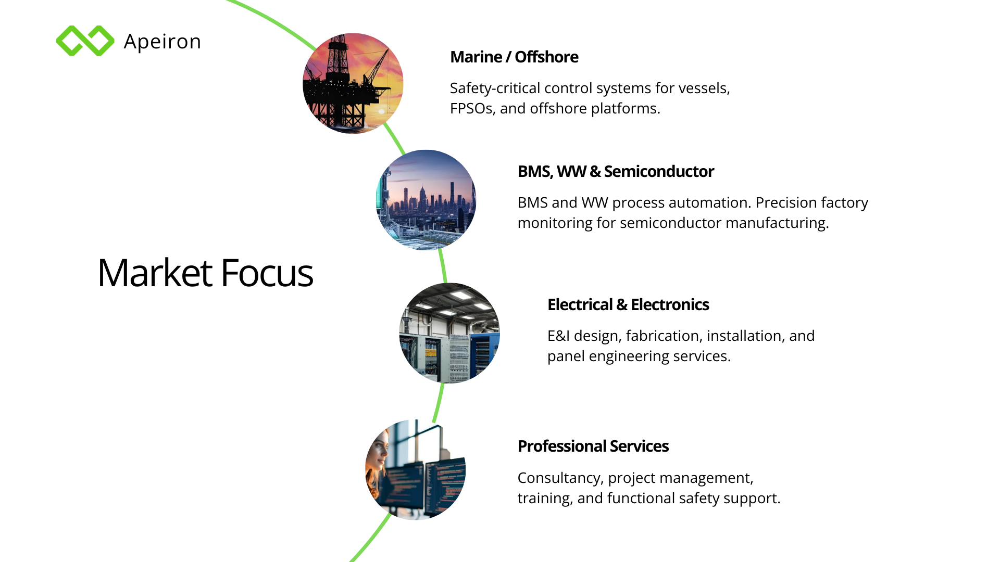 Apeiron
Marine / Offshore
Safety-critical control systems for vessels,
FPSOs, and offshore platforms.
BMS, WW & Semiconductor
BMS and WW process automation. Precision factory
monitoring for semiconductor manufacturing.
Market Focus
Electrical & Electronics
E&I design, fabrication, installation, and
panel engineering services.
Professional Services
Consultancy, project management,
training, and functional safety support.